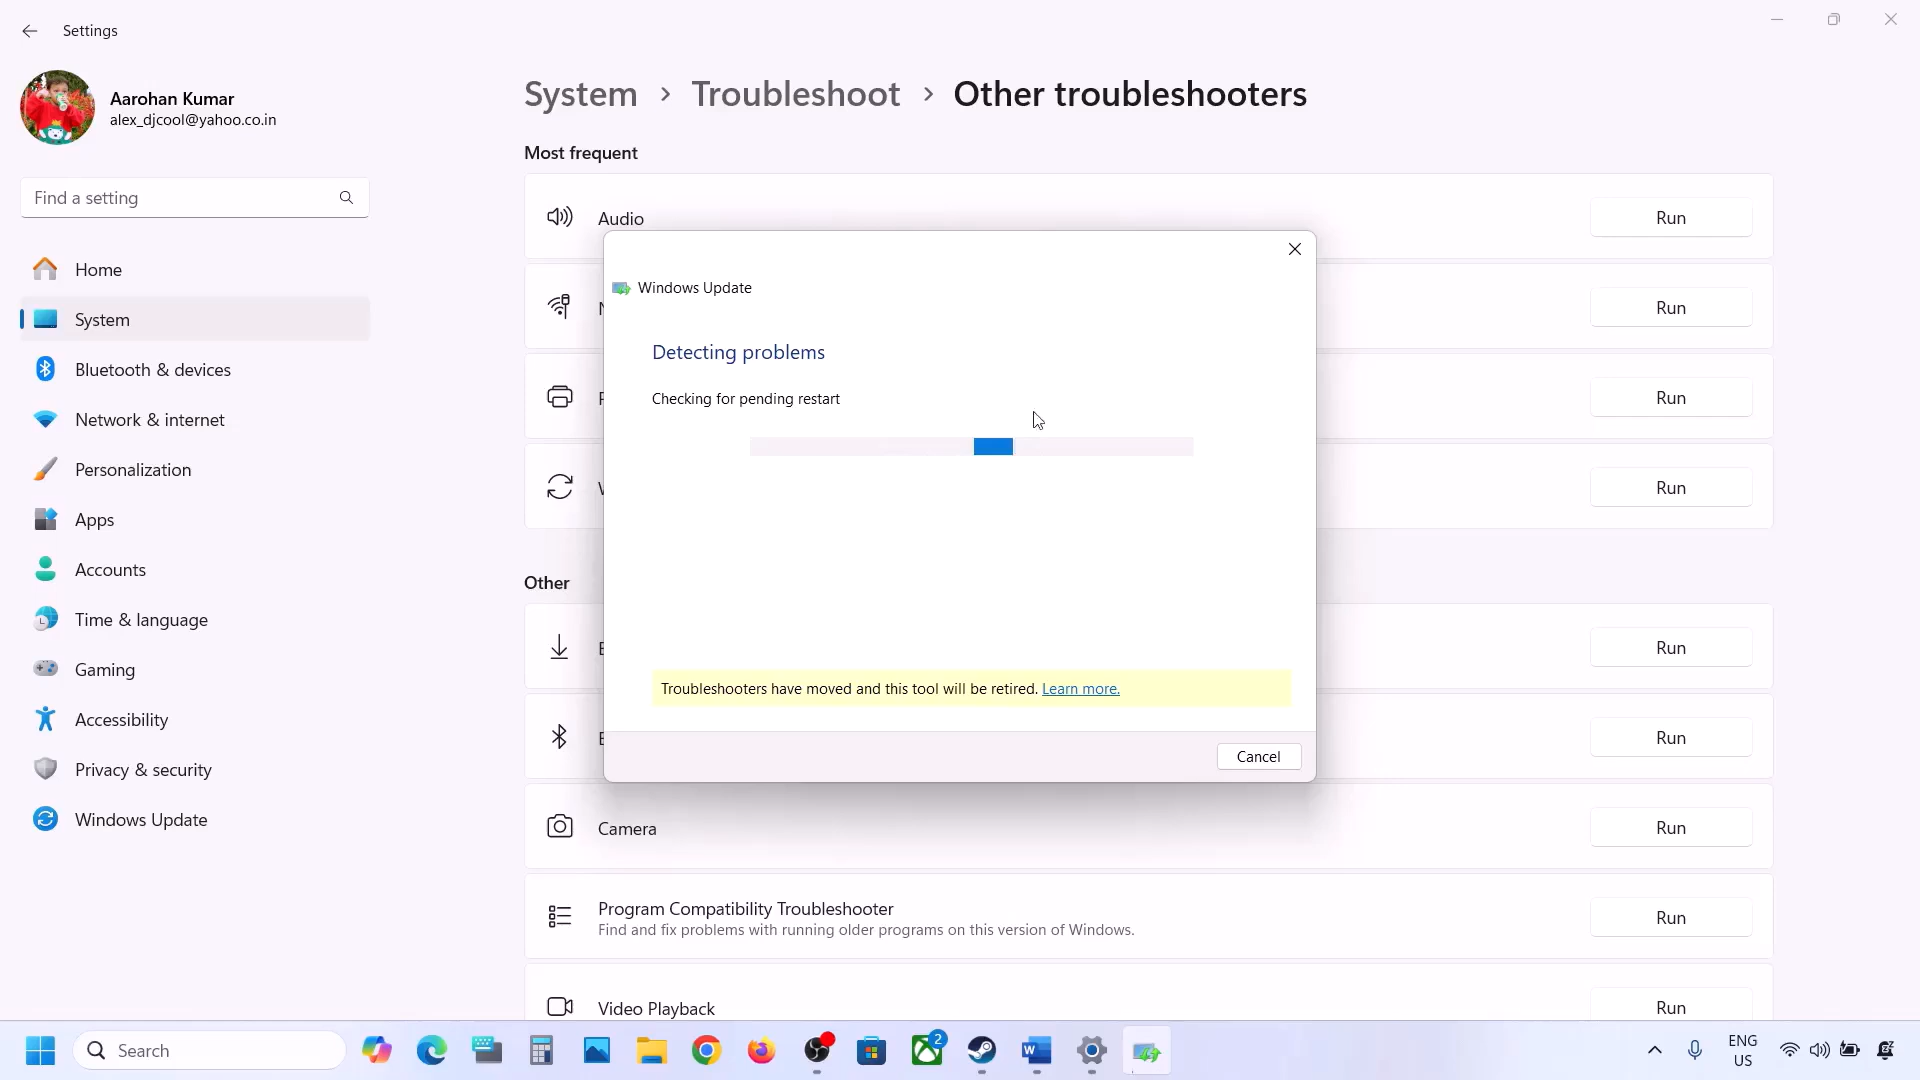 Settings
Aarohan Kumar
alex_djcool@yahoo.co.in
Find a setting
Home
System
Bluetooth & devices
Network & internet
Personalization
Apps
Accounts
Time & language
Gaming
Accessibility
Privacy & security
Windows Update
System > Troubleshoot > Other troubleshooters
Most frequent
Audio
Run
Run
Run
Run
Windows Update
Detecting problems
Checking for pending restart
Troubleshooters have moved and this tool will be retired. Learn more.
Cancel
Other
Run
Run
Camera
Run
Program Compatibility Troubleshooter
Find and fix problems with running older programs on this version of Windows.
Run
Video Playback
Run
Search
2
ENG
US